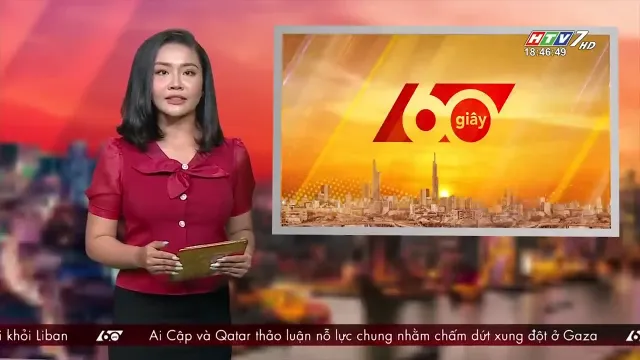 HTV7 HD
18:46:49
60 giây
i khỏi Liban 60 Ai Cập và Qatar thảo luận nỗ lực chung nhằm chấm dứt xung đột ở Gaza